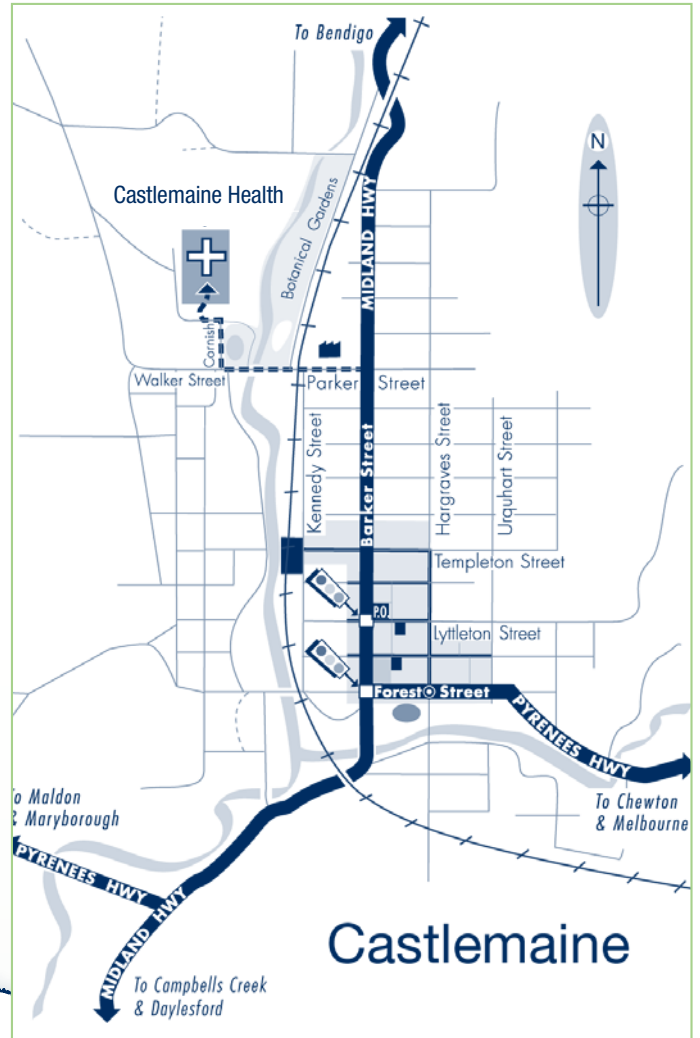 To Bendigo
N
Castlemaine Health
Botanical Gardens
MIDLAND HWY
Cornish
Walker Street
Parker Street
Kennedy Street
Barker Street
Hargraves Street
Urquhart Street
Templeton Street
P.O.
Lyttleton Street
Forest Street
PYRENEES HWY
To Maldon
& Maryborough
To Chewton
& Melbourne
PYRENEES HWY
MIDLAND HWY
Castlemaine
To Campbells Creek
& Daylesford